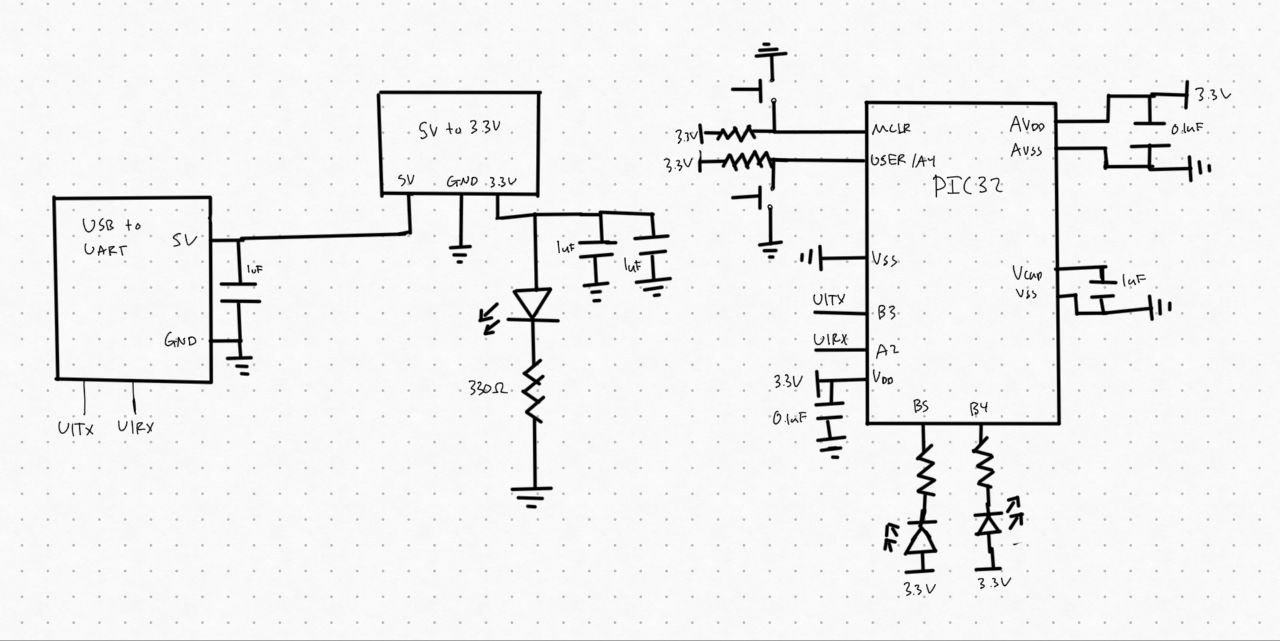 USB to
UART
5V
1uF
GND
U1TX
U1RX
5V to 3.3V
5V
GND
3.3V
1uF
1uF
330Ω
3.3V
3.3V
MCLR
USER/A4
PIC32
AVDD
AVSS
3.3V
0.1uF
VSS
U1TX
B3
U1RX
A2
3.3V
VDD
0.1uF
VCAP
VSS
1uF
B5
B4
3.3V
3.3V